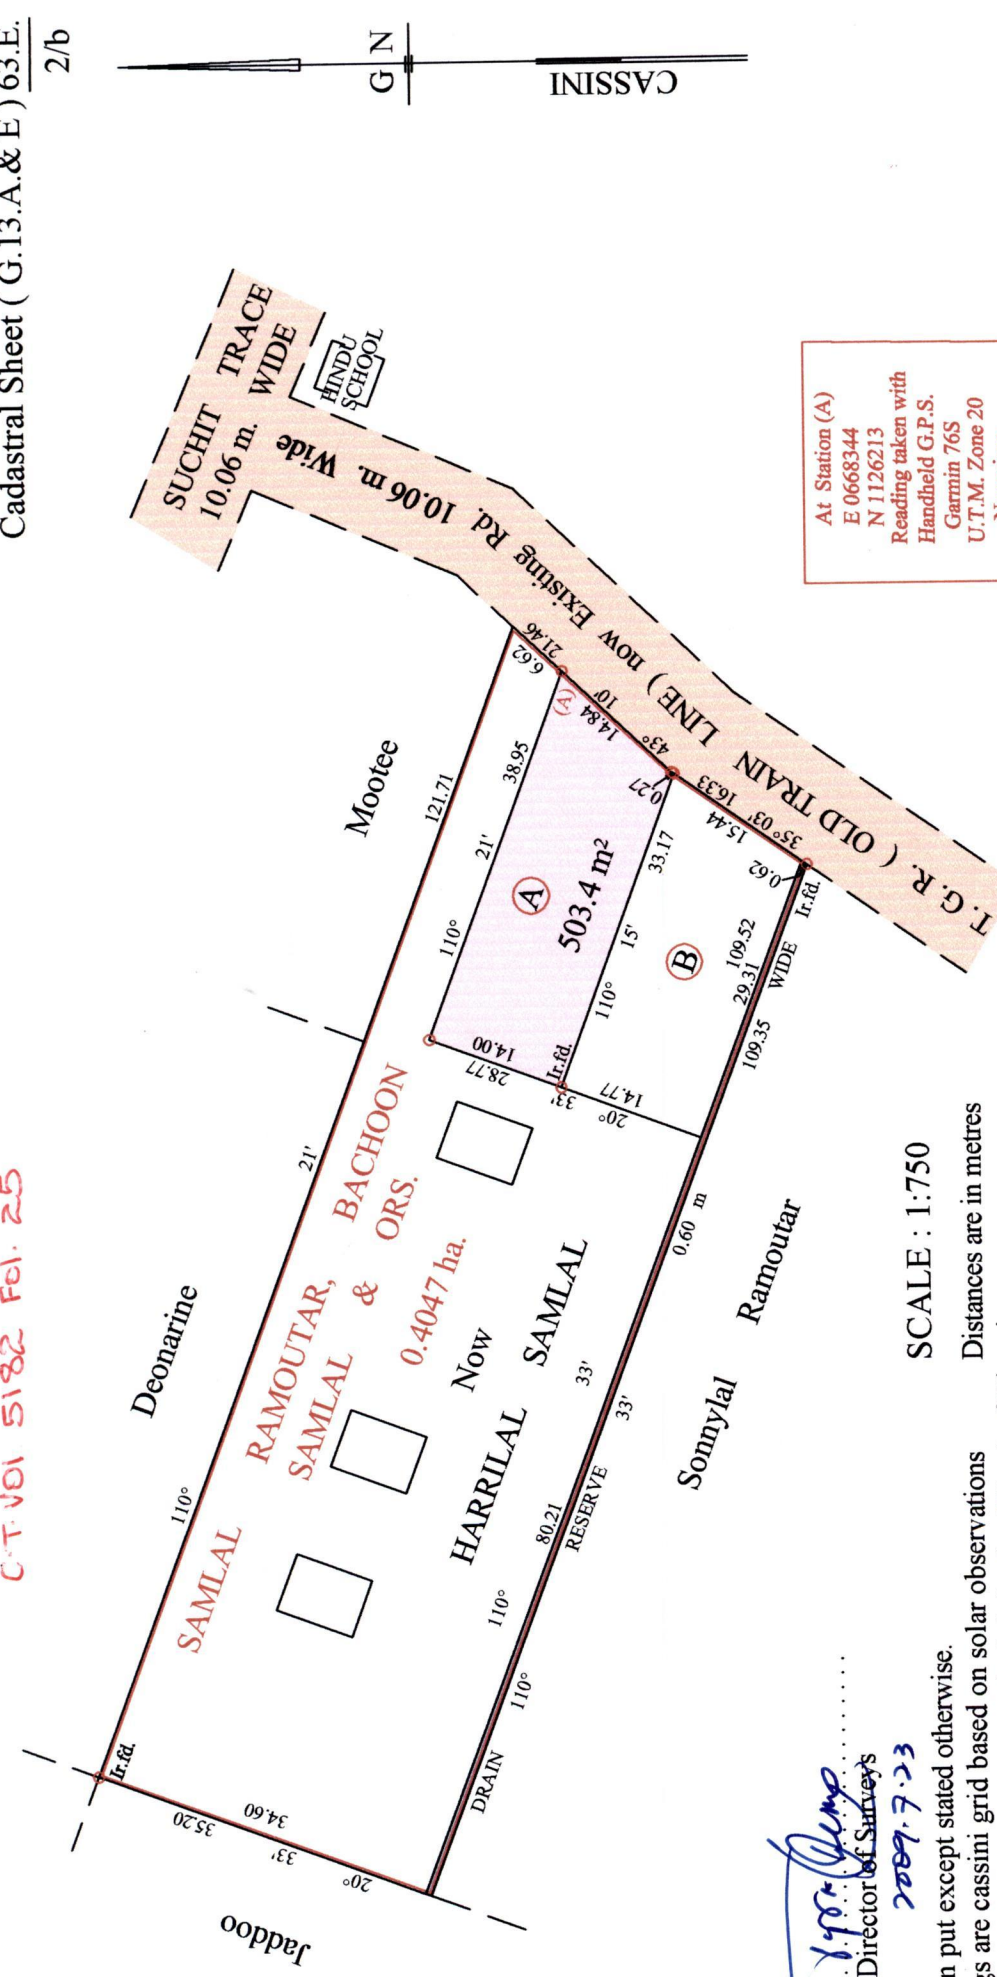 Cadastral Sheet ( G.13.A.& E ) 63.E.
2/b
C.T. Vol 5182 Fol. 25
G N
CASSINI
SUCHIT TRACE
10.06 m. WIDE
HINDU
SCHOOL
T. G. R. ( OLD TRAIN LINE ) now Existing Rd. 10.06 m. Wide
Deonarine
Mootee
110° 21' 121.71
6.62
21.46
(A)
14.84
10'
43°
110° 21' 38.95
A
503.4 m²
14.00
28.77
Ir.fd.
33'
20°
14.77
110° 15' 33.17
0.27
B
16.33
15.44
35° 03'
0.62
Ir.fd.
109.52
29.31
109.35
WIDE
SAMLAL RAMOUTAR, BACHOON
SAMLAL & ORS.
0.4047 ha.
Now
HARRILAL SAMLAL
Ir.fd.
35.20
34.60
33'
20°
Jaddoo
DRAIN RESERVE 0.60 m
110° 33'
110° 33'
80.21
Sonnylal Ramoutar
SCALE : 1:750
Distances are in metres
At Station (A)
E 0668344
N 1126213
Reading taken with
Handheld G.P.S.
Garmin 76S
U.T.M. Zone 20
Director of Surveys
2009.7.23
n put except stated otherwise.
gs are cassini grid based on solar observations